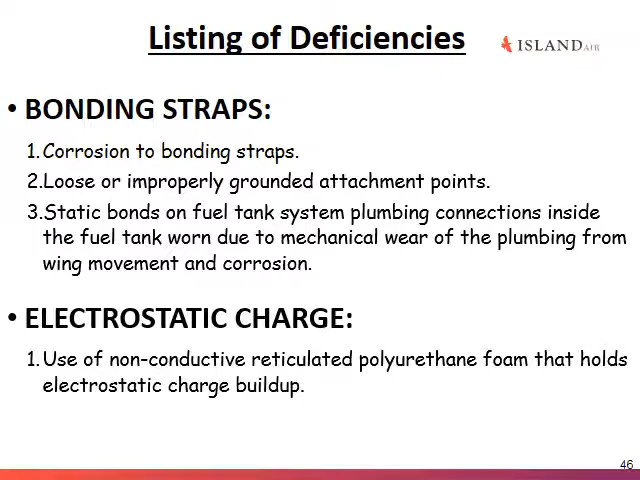 Listing of Deficiencies
ISLAND AIR
• BONDING STRAPS:
1.Corrosion to bonding straps.
2.Loose or improperly grounded attachment points.
3.Static bonds on fuel tank system plumbing connections inside
the fuel tank worn due to mechanical wear of the plumbing from
wing movement and corrosion.
• ELECTROSTATIC CHARGE:
1.Use of non-conductive reticulated polyurethane foam that holds
electrostatic charge buildup.
46